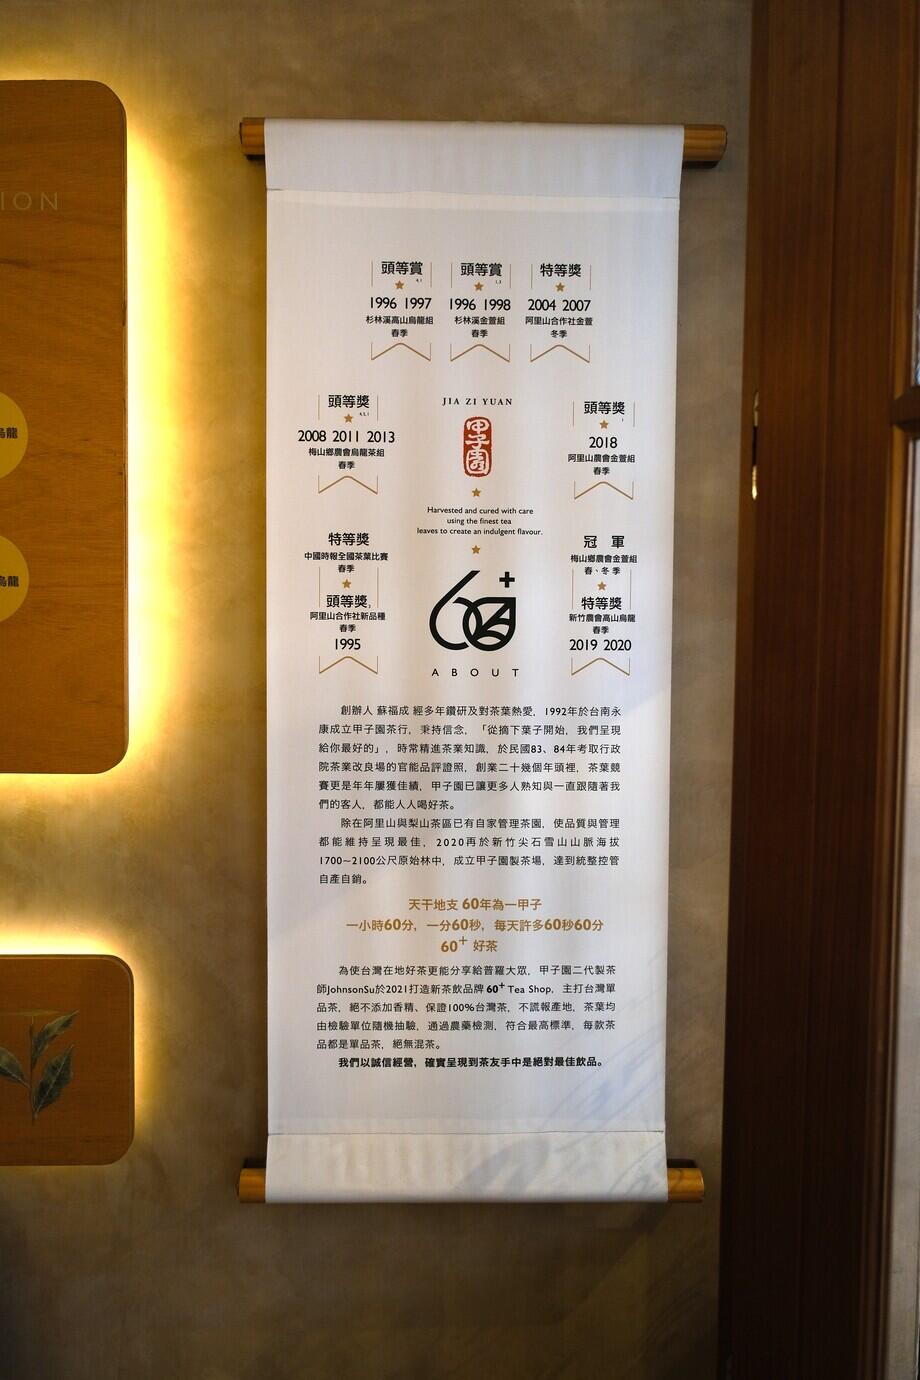 ION
烏龍
烏龍
頭等賞
1996 1997
杉林溪高山烏龍組
春季
頭等賞
1996 1998
杉林溪金萱組
春季
特等獎
2004 2007
阿里山合作社金萱
冬季
頭等獎
2008 2011 2013
梅山鄉農會烏龍茶組
春季
JIA ZI YUAN
甲子園
Harvested and cured with care
using the finest tea
leaves to create an indulgent flavour.
頭等獎
2018
阿里山農會金萱組
春季
特等獎
中國時報全國茶葉比賽
春季
頭等獎
阿里山合作社新品種
春季
1995
60+
ABOUT
冠 軍
梅山鄉農會金萱組
春、冬 季
特等獎
新竹農會高山烏龍
春季
2019 2020
創辦人 蘇福成 經多年鑽研及對茶葉熱愛，1992年於台南永
康成立甲子園茶行，秉持信念，「從摘下葉子開始，我們呈現
給你最好的」，時常精進茶業知識，於民國83、84年考取行政
院茶業改良場的官能品評證照，創業二十幾個年頭裡，茶葉競
賽更是年年屢獲佳績，甲子園已讓更多人熟知與一直跟隨著我
們的客人，都能人人喝好茶。
除在阿里山與梨山茶區已有自家管理茶園，使品質與管理
都能維持呈現最佳，2020再於新竹尖石雪山山脈海拔
1700~2100公尺原始林中，成立甲子園製茶場，達到統整控管
自產自銷。
天干地支 60年為一甲子
一小時60分，一分60秒，每天許多60秒60分
60+ 好茶
為使台灣在地好茶更能分享給普羅大眾，甲子園二代製茶
師JohnsonSu於2021打造新茶飲品牌 60+ Tea Shop，主打台灣單
品茶，絕不添加香精、保證100%台灣茶，不謊報產地，茶葉均
由檢驗單位隨機抽驗，通過農藥檢測，符合最高標準，每款茶
品都是單品茶，絕無混茶。
我們以誠信經營，確實呈現到茶友手中是絕對最佳飲品。